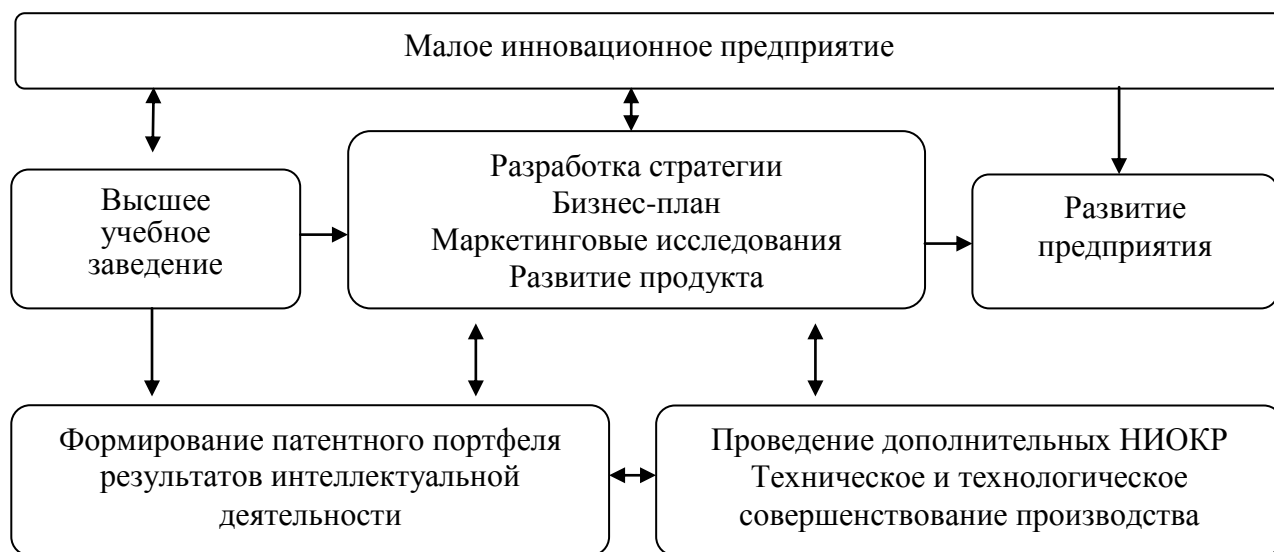 Малое инновационное предприятие
Высшее
учебное
заведение
Разработка стратегии
Бизнес-план
Маркетинговые исследования
Развитие продукта
Развитие
предприятия
Формирование патентного портфеля
результатов интеллектуальной
деятельности
Проведение дополнительных НИОКР
Техническое и технологическое
совершенствование производства